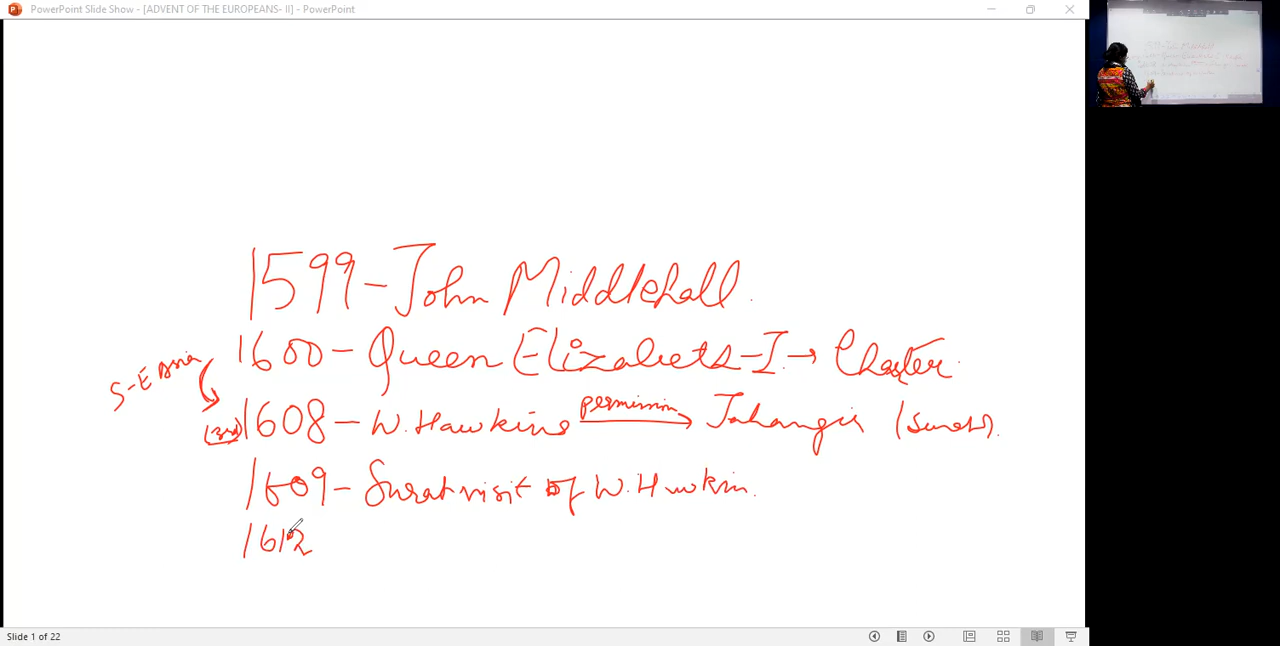 PowerPoint Slide Show - [ADVENT OF THE EUROPEANS- II] - PowerPoint
1599 - John Middlehall.
1600 - Queen Elizabets - I. → Charter.
S-E Asia
(3rd) 1608 - W. Hawkins permission → Jahangir (Surat).
1609 - Surat visit of W. Hawkin.
1612
Slide 1 of 22